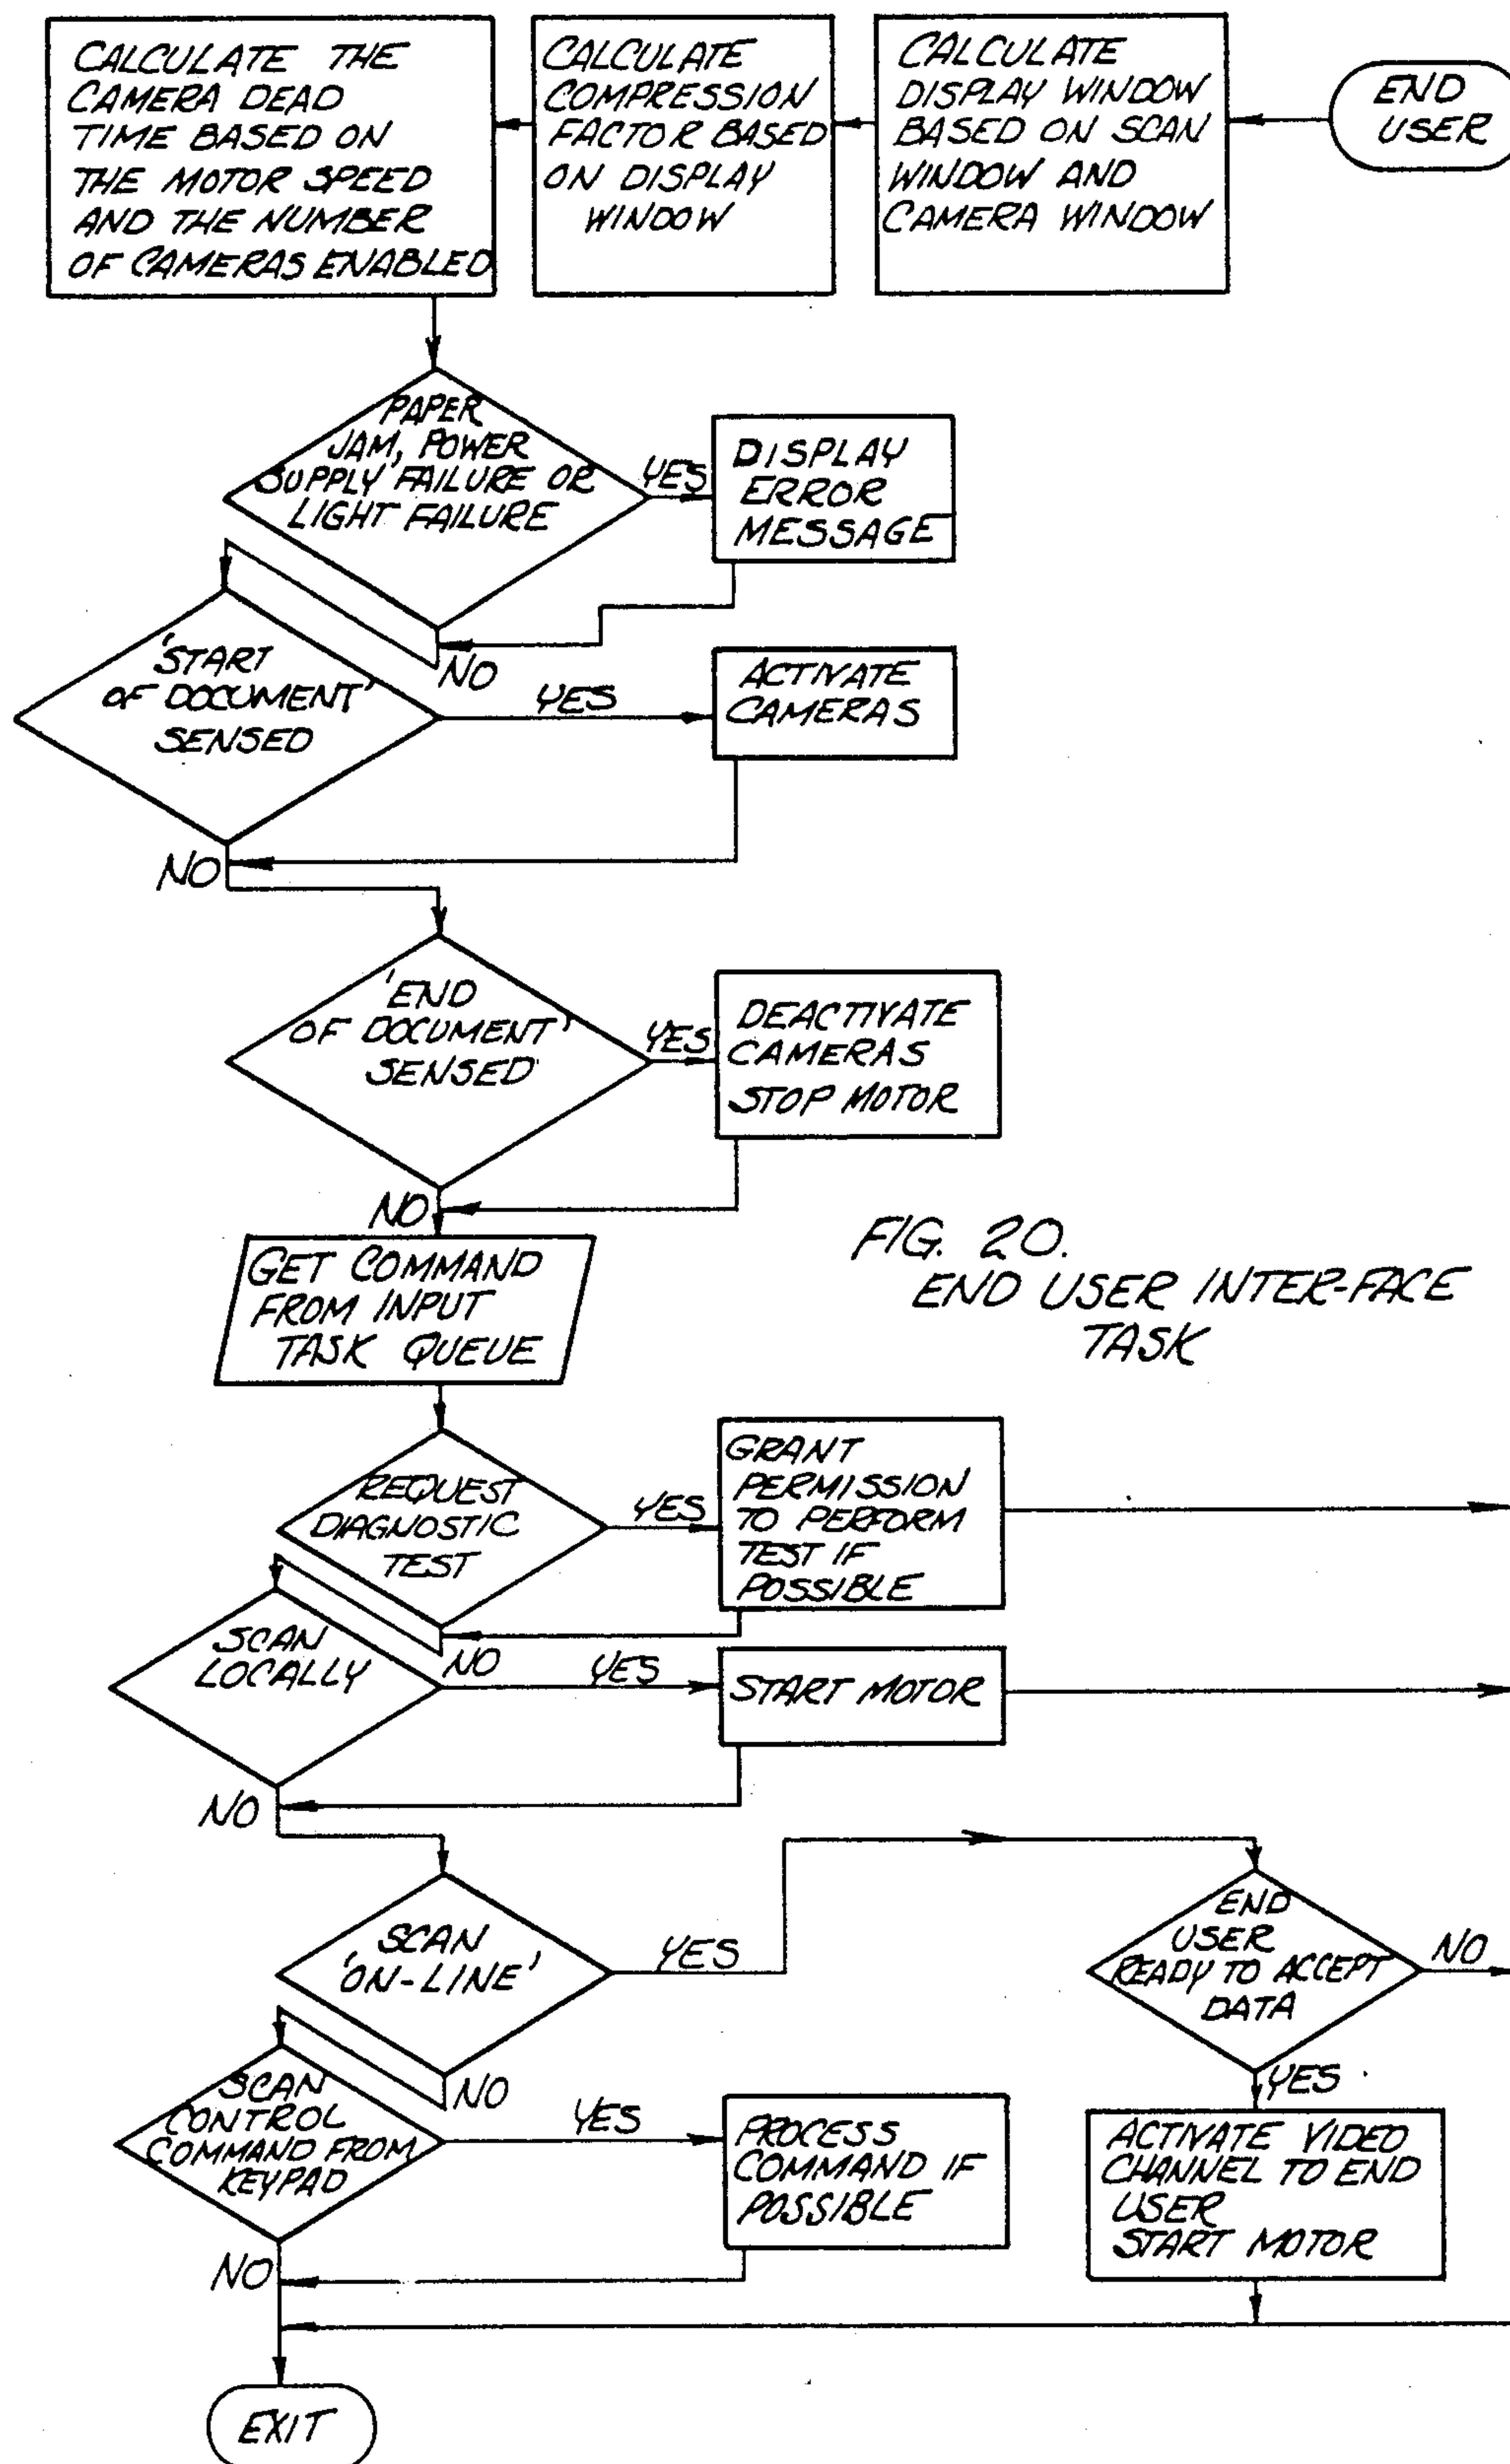 CALCULATE THE
CAMERA DEAD
TIME BASED ON
THE MOTOR SPEED
AND THE NUMBER
OF CAMERAS ENABLED
CALCULATE
COMPRESSION
FACTOR BASED
ON DISPLAY
WINDOW
CALCULATE
DISPLAY WINDOW
BASED ON SCAN
WINDOW AND
CAMERA WINDOW
END
USER
PAPER
JAM, POWER
SUPPLY FAILURE OR
LIGHT FAILURE
YES
DISPLAY
ERROR
MESSAGE
NO
'START
OF DOCUMENT'
SENSED
YES
ACTIVATE
CAMERAS
NO
'END
OF DOCUMENT'
SENSED
YES
DEACTIVATE
CAMERAS
STOP MOTOR
NO
GET COMMAND
FROM INPUT
TASK QUEUE
FIG. 20.
END USER INTER-FACE
TASK
REQUEST
DIAGNOSTIC
TEST
YES
GRANT
PERMISSION
TO PERFORM
TEST IF
POSSIBLE
NO
SCAN
LOCALLY
YES
START MOTOR
NO
SCAN
'ON-LINE'
YES
END
USER
READY TO ACCEPT
DATA
NO
YES
ACTIVATE VIDEO
CHANNEL TO END
USER
START MOTOR
NO
SCAN
CONTROL
COMMAND FROM
KEYPAD
YES
PROCESS
COMMAND IF
POSSIBLE
NO
EXIT